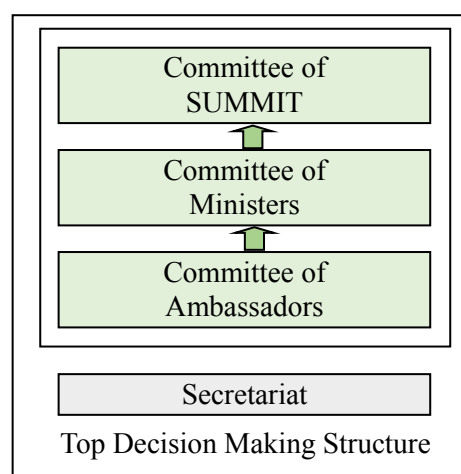 Committee of
SUMMIT
Committee of
Ministers
Committee of
Ambassadors
Secretariat
Top Decision Making Structure